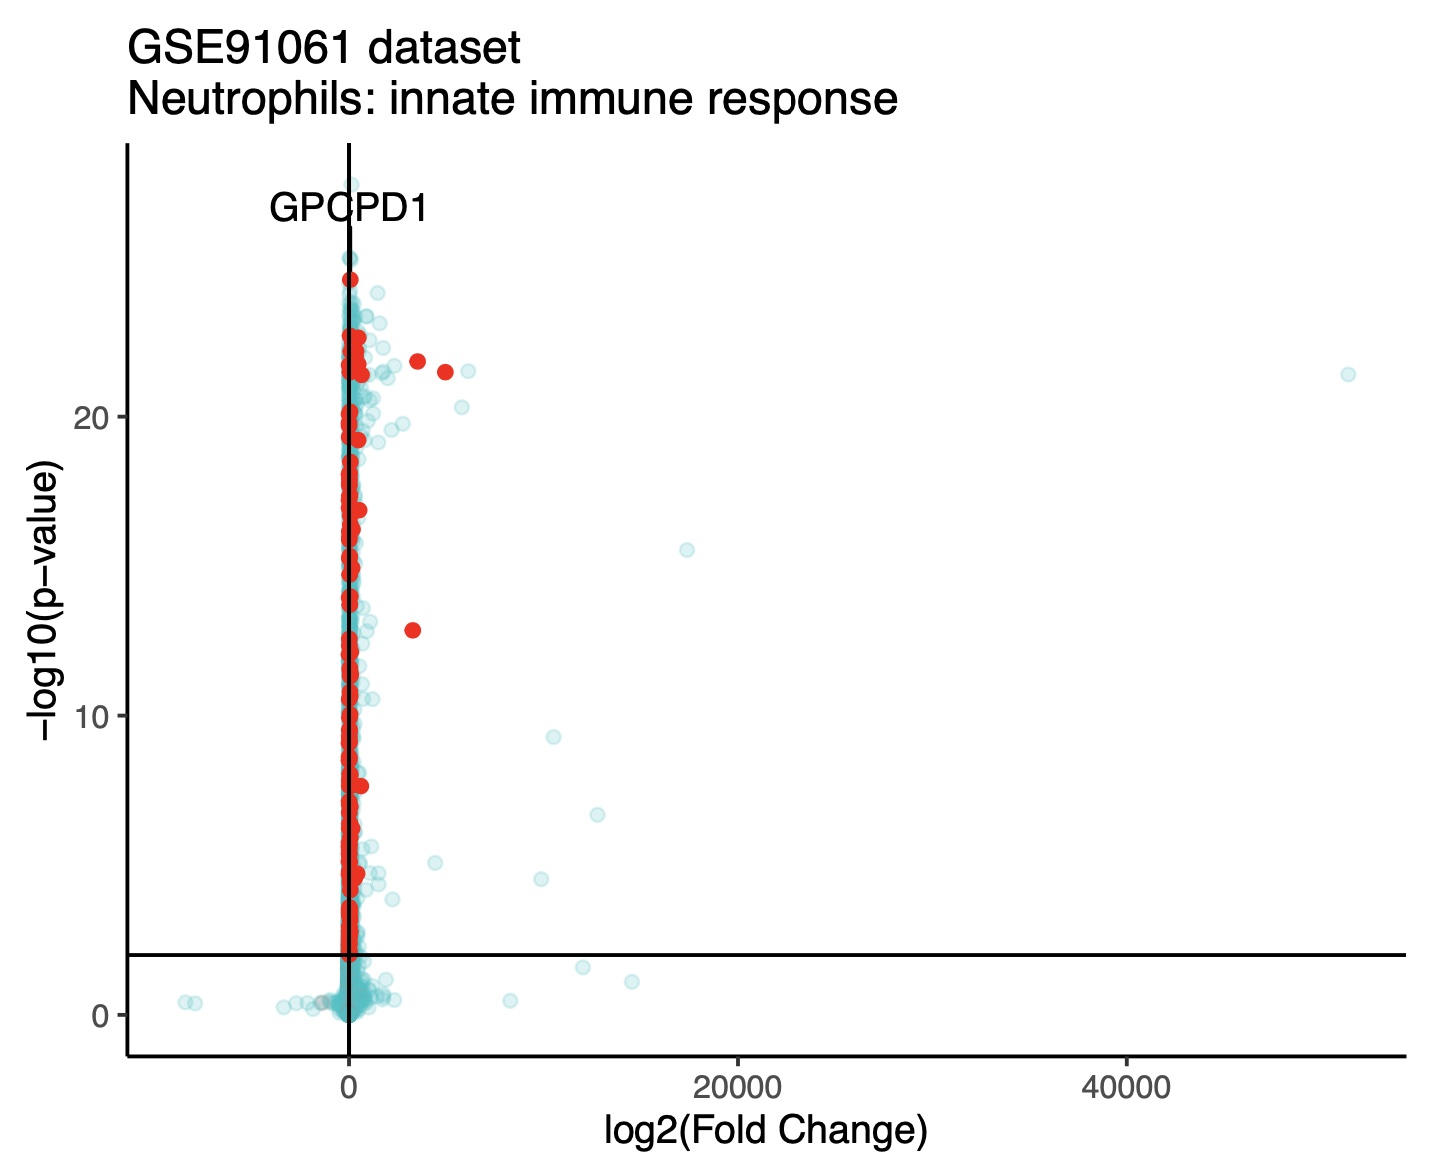 GSE91061 dataset
Neutrophils: innate immune response
GPCPD1
−log10(p−value)
20
10
0
0
20000
40000
log2(Fold Change)